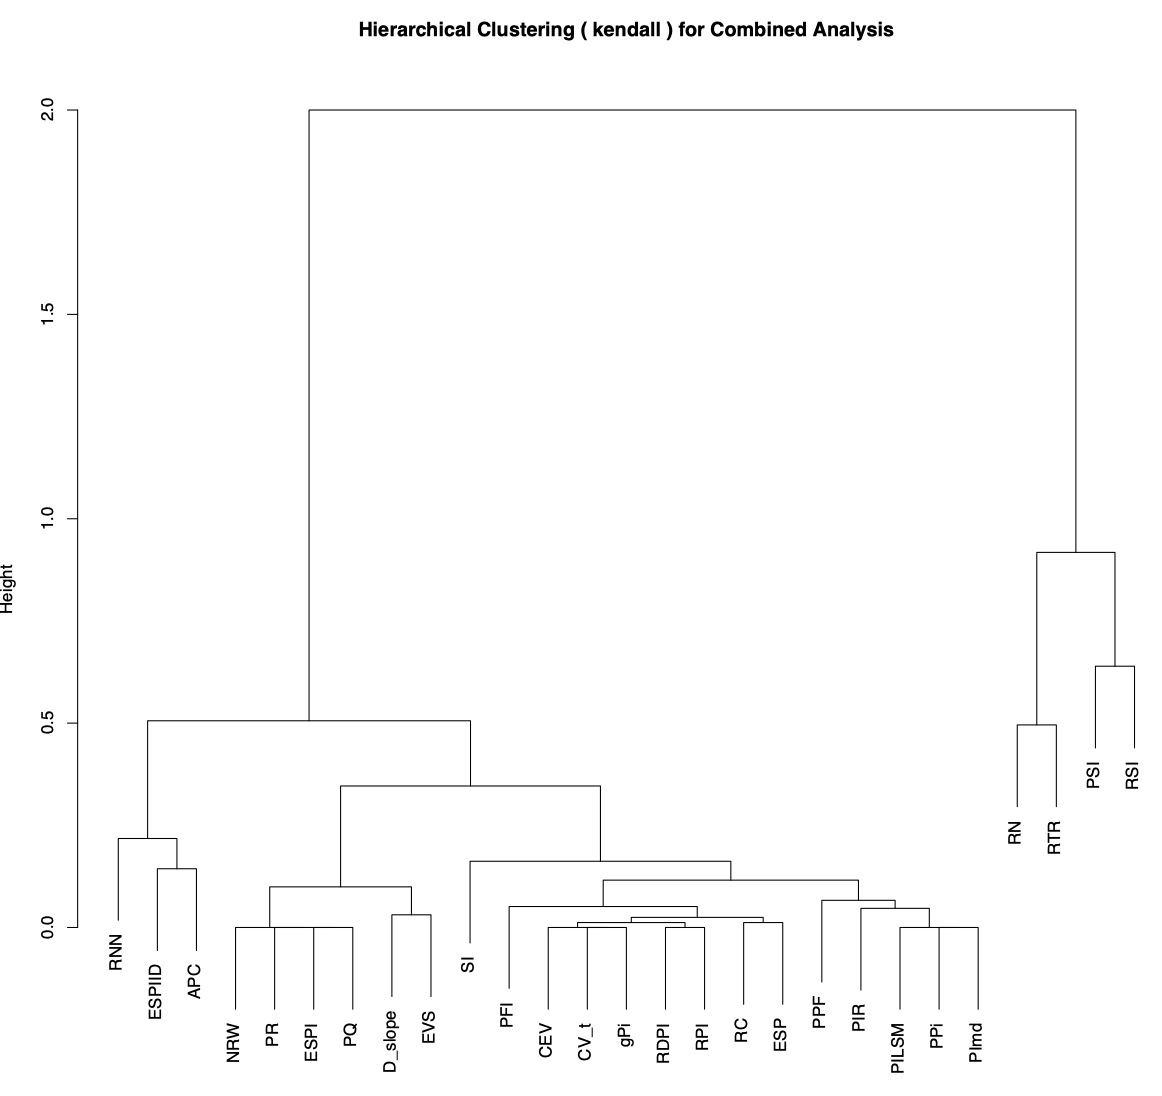 Hierarchical Clustering ( kendall ) for Combined Analysis
Height
2.0
1.5
1.0
0.5
0.0
RNN
ESPIID
APC
NRW
PR
ESPI
PQ
D_slope
EVS
SI
PFI
CEV
CV_t
gPi
RDPI
RPI
RC
ESP
PPF
PIR
PILSM
PPi
PImd
RN
RTR
PSI
RSI